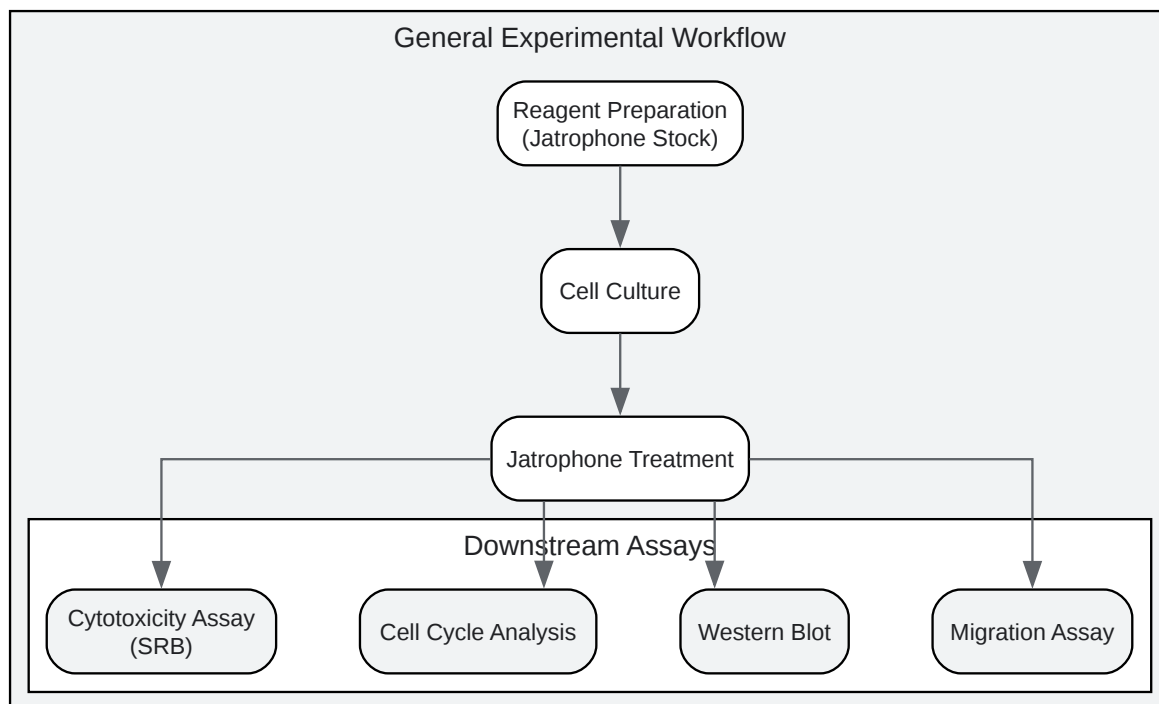 General Experimental Workflow
Reagent Preparation
(Jatrophone Stock)
Cell Culture
Jatrophone Treatment
Downstream Assays
Cytotoxicity Assay
(SRB)
Cell Cycle Analysis
Western Blot
Migration Assay